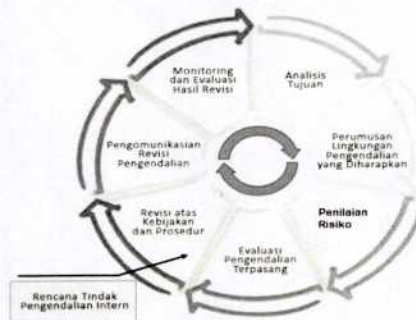 Monitoring
dan Evaluasi
Hasil Revisi
Analisis
Tujuan
Perumusan
Lingkungan
Pengendalian
yang Diharapkan
Penilaian
Risiko
Evaluasi
Pengendalian
Terpasang
Revisi atas
Kebijakan
dan Prosedur
Pengomunikasian
Revisi
Pengendalian
Rencana Tindak
Pengendalian Intern